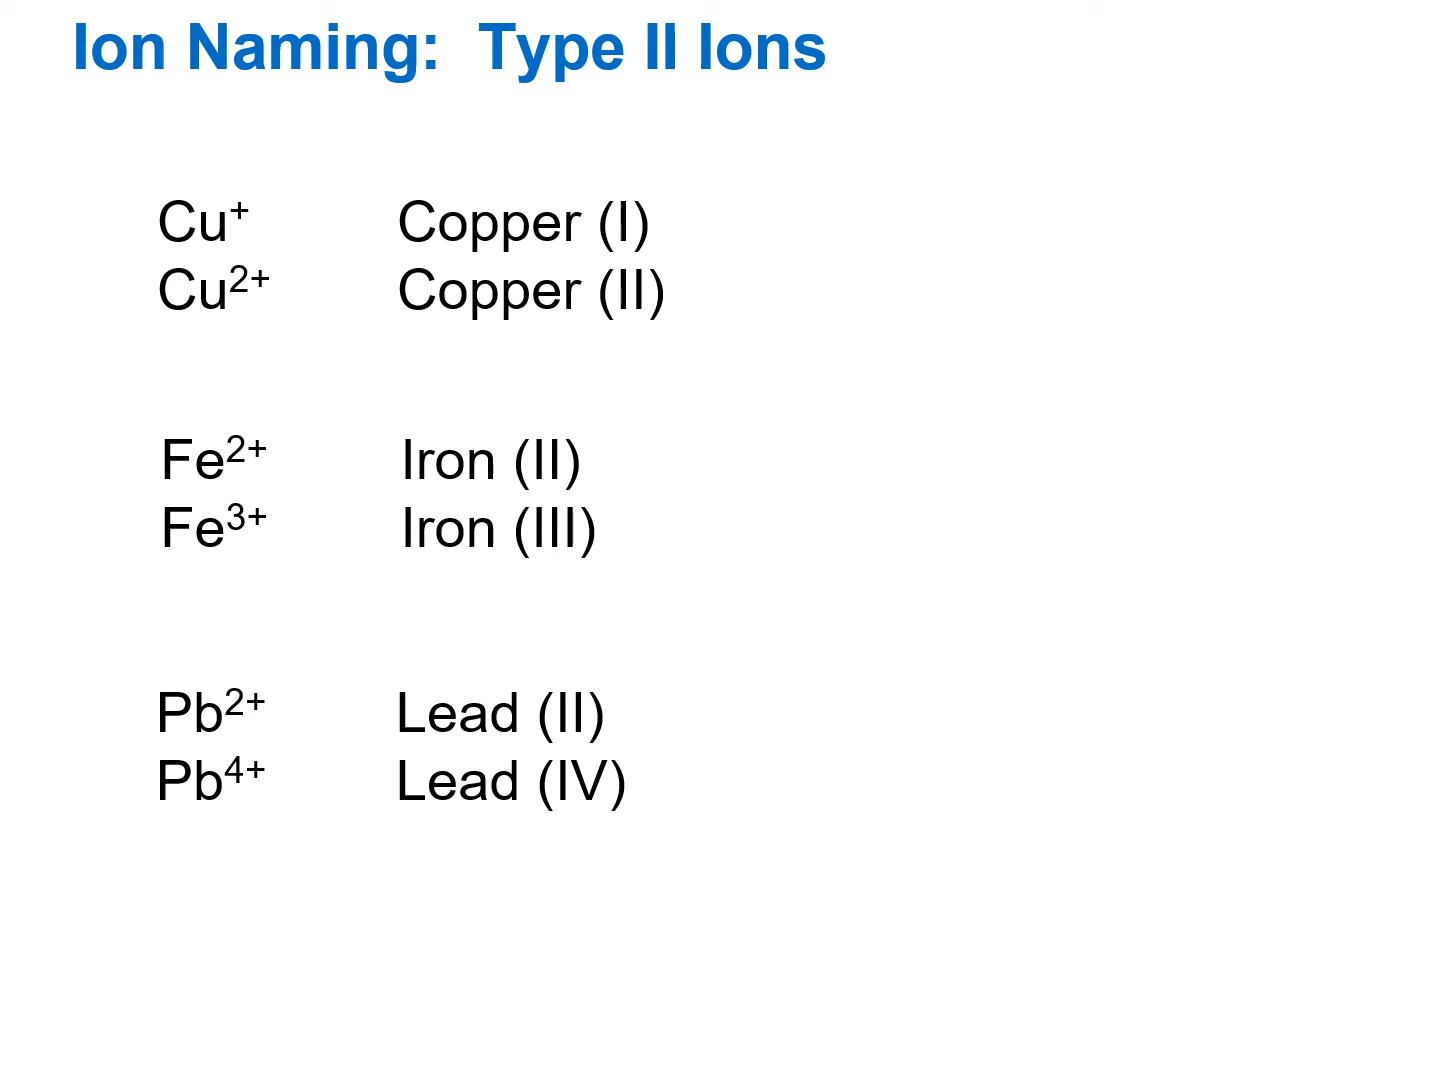 Ion Naming: Type II Ions
Cu⁺ Copper (I)
Cu²⁺ Copper (II)
Fe²⁺ Iron (II)
Fe³⁺ Iron (III)
Pb²⁺ Lead (II)
Pb⁴⁺ Lead (IV)